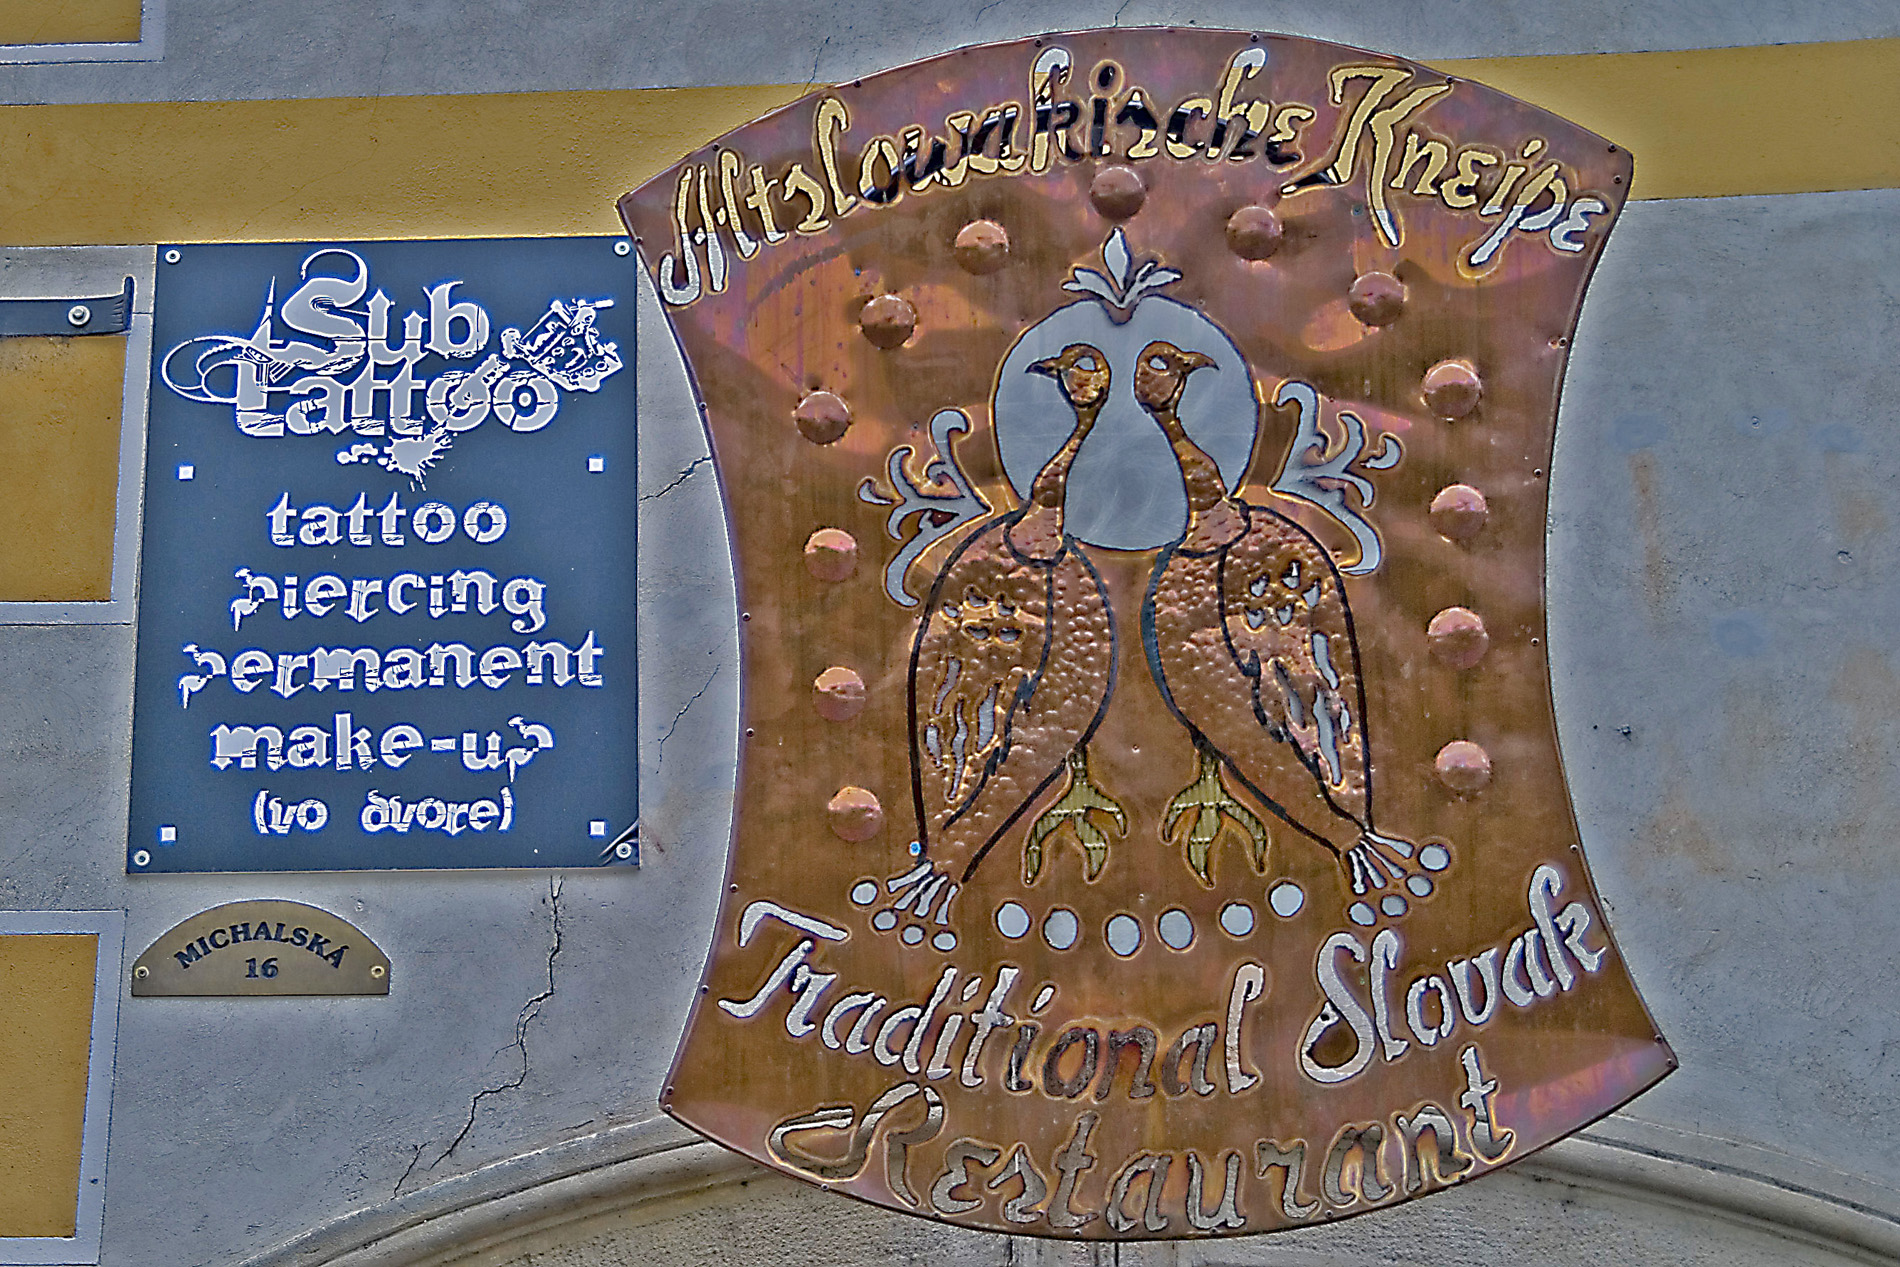 Sub
tattoo
tattoo
piercing
permanent
make-up
(vo dvore)
MICHALSKÁ
16
Altslowakische Kneipe
Traditional Slovak
Restaurant